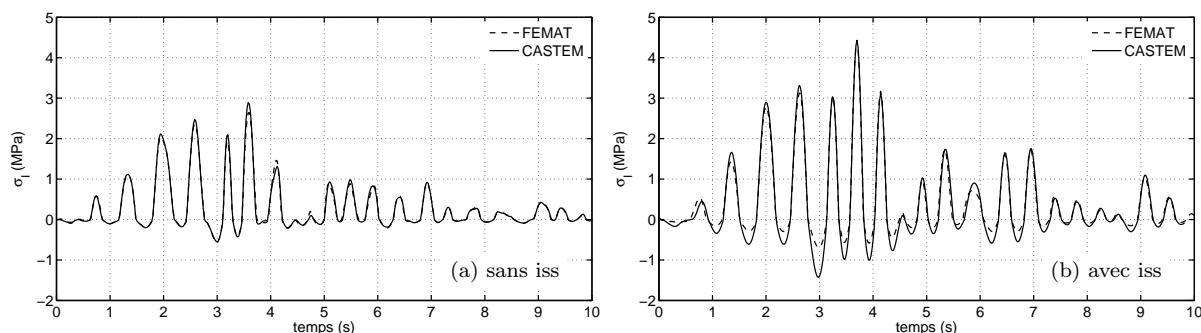 5
4
3
2
1
0
−1
−2
σI (MPa)
FEMAT
CASTEM
(a) sans iss
0 1 2 3 4 5 6 7 8 9 10
temps (s)
5
4
3
2
1
0
−1
−2
σI (MPa)
FEMAT
CASTEM
(b) avec iss
0 1 2 3 4 5 6 7 8 9 10
temps (s)